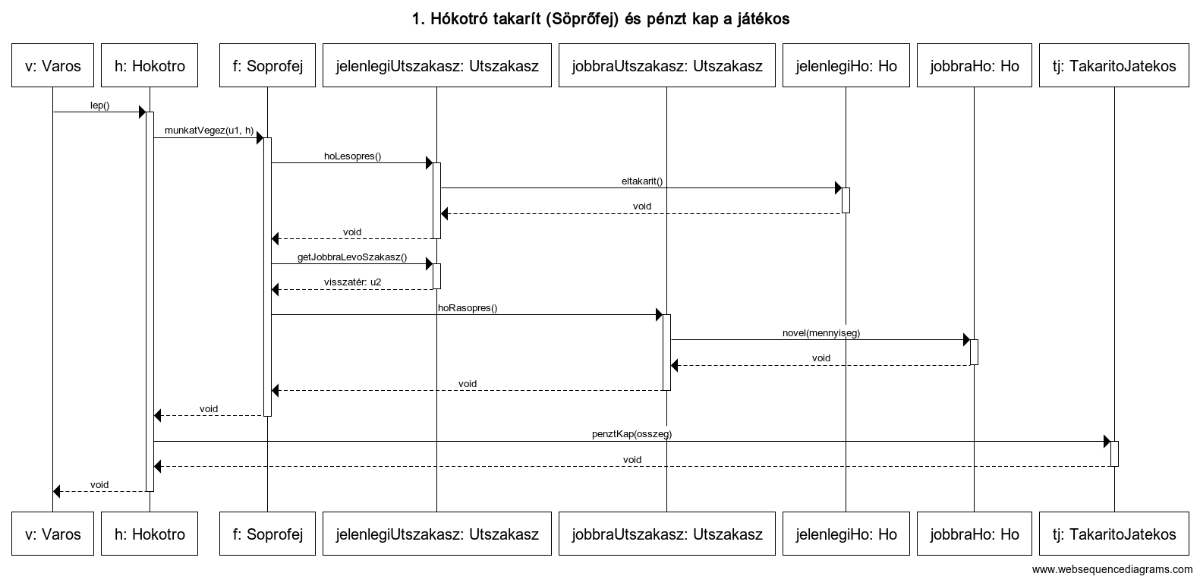 1. Hókotró takarít (Söprőfej) és pénzt kap a játékos
v: Varos
h: Hokotro
f: Soprofej
jelenlegiUtszakasz: Utszakasz
jobbraUtszakasz: Utszakasz
jelenlegiHo: Ho
jobbraHo: Ho
tj: TakaritoJatekos
lep()
munkatVegez(u1, h)
hoLesopres()
eltakarit()
void
void
getJobbraLevoSzakasz()
visszatér: u2
hoRasopres()
novel(mennyiseg)
void
void
void
penztKap(osszeg)
void
void
v: Varos
h: Hokotro
f: Soprofej
jelenlegiUtszakasz: Utszakasz
jobbraUtszakasz: Utszakasz
jelenlegiHo: Ho
jobbraHo: Ho
tj: TakaritoJatekos
www.websequencediagrams.com